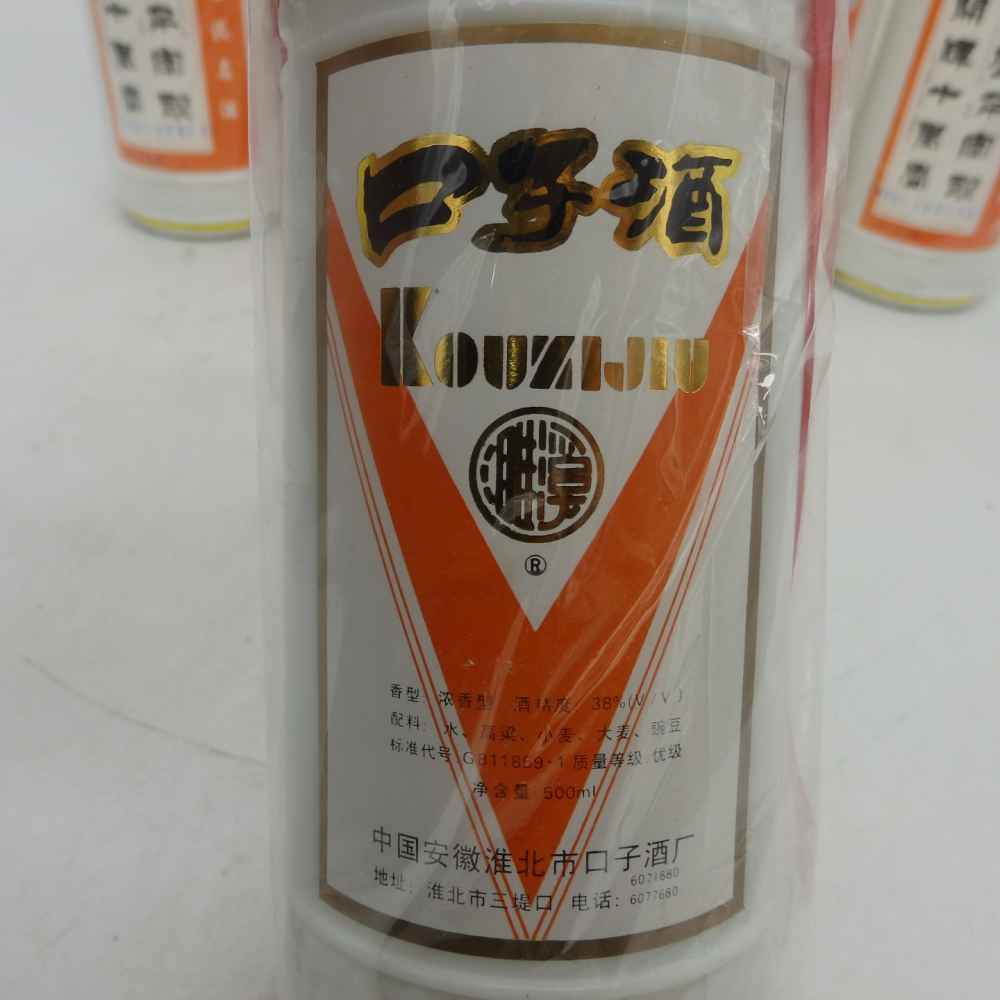 口子酒
KOUZIJIU
濉溪
®
香型: 浓香型 酒精度: 38%(V/V)
配料: 水、高粱、小麦、大麦、豌豆
标准代号:GB11859·1 质量等级:优级
净含量 500ml
中国安徽淮北市口子酒厂
地址: 淮北市三堤口 电话: 6077680